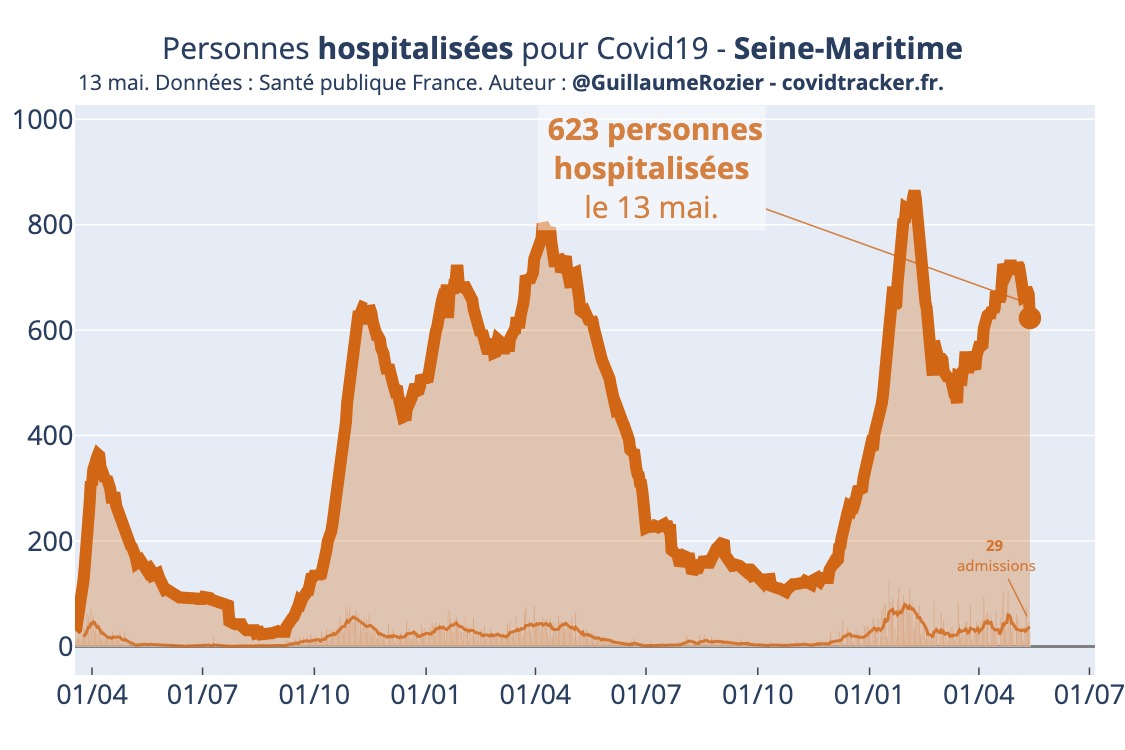 Personnes hospitalisées pour Covid19 - Seine-Maritime
13 mai. Données : Santé publique France. Auteur : @GuillaumeRozier - covidtracker.fr.
1000
623 personnes
hospitalisées
le 13 mai.
800
600
400
200
29
admissions
0
01/04 01/07 01/10 01/01 01/04 01/07 01/10 01/01 01/04 01/07